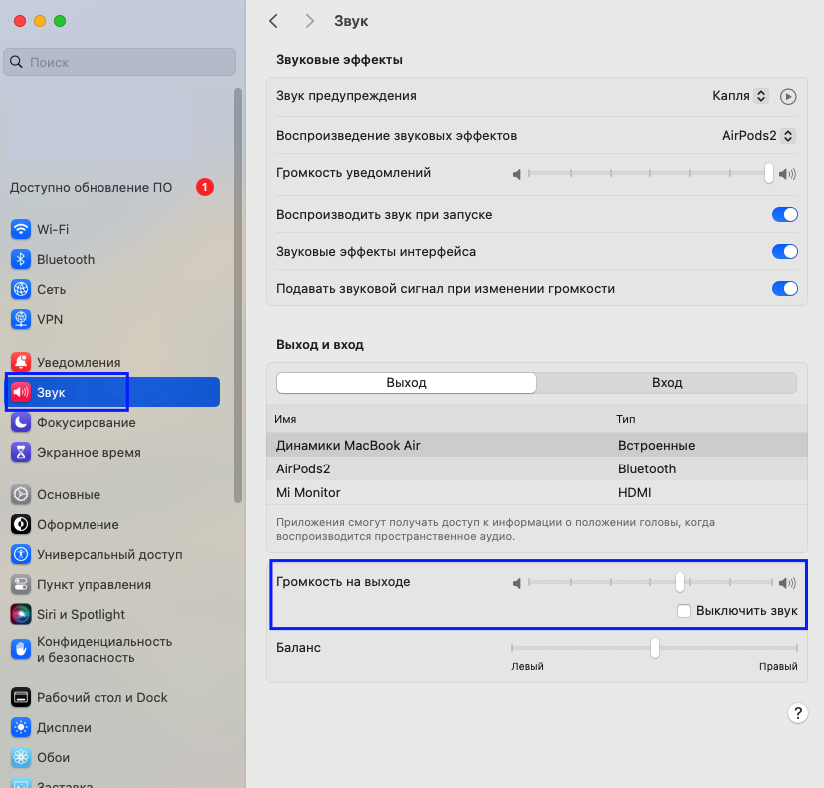 Поиск
Доступно обновление ПО 1
Wi-Fi
Bluetooth
Сеть
VPN
Уведомления
Звук
Фокусирование
Экранное время
Основные
Оформление
Универсальный доступ
Пункт управления
Siri и Spotlight
Конфиденциальность
и безопасность
Рабочий стол и Dock
Дисплеи
Обои
Заставка
Звук
Звуковые эффекты
Звук предупреждения Капля
Воспроизведение звуковых эффектов AirPods2
Громкость уведомлений
Воспроизводить звук при запуске
Звуковые эффекты интерфейса
Подавать звуковой сигнал при изменении громкости
Выход и вход
Выход Вход
Имя Тип
Динамики MacBook Air Встроенные
AirPods2 Bluetooth
Mi Monitor HDMI
Приложения смогут получать доступ к информации о положении головы, когда
воспроизводится пространственное аудио.
Громкость на выходе
Выключить звук
Баланс
Левый Правый
?